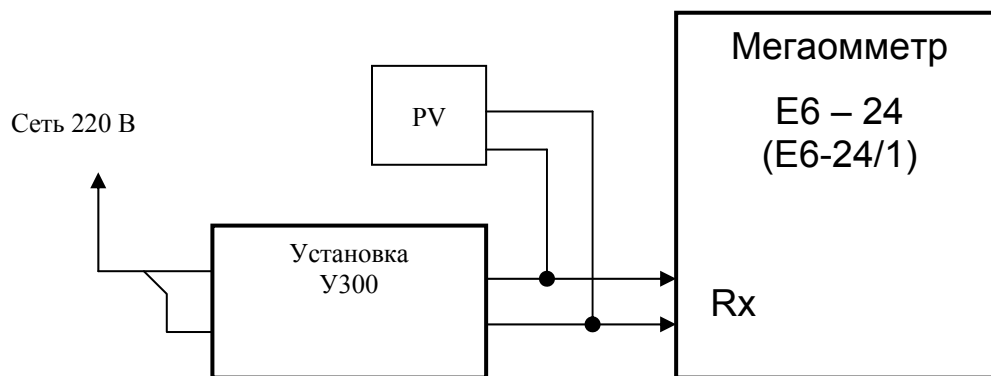 Мегаомметр
Е6 – 24
(Е6-24/1)
PV
Сеть 220 В
Установка
У300
Rx